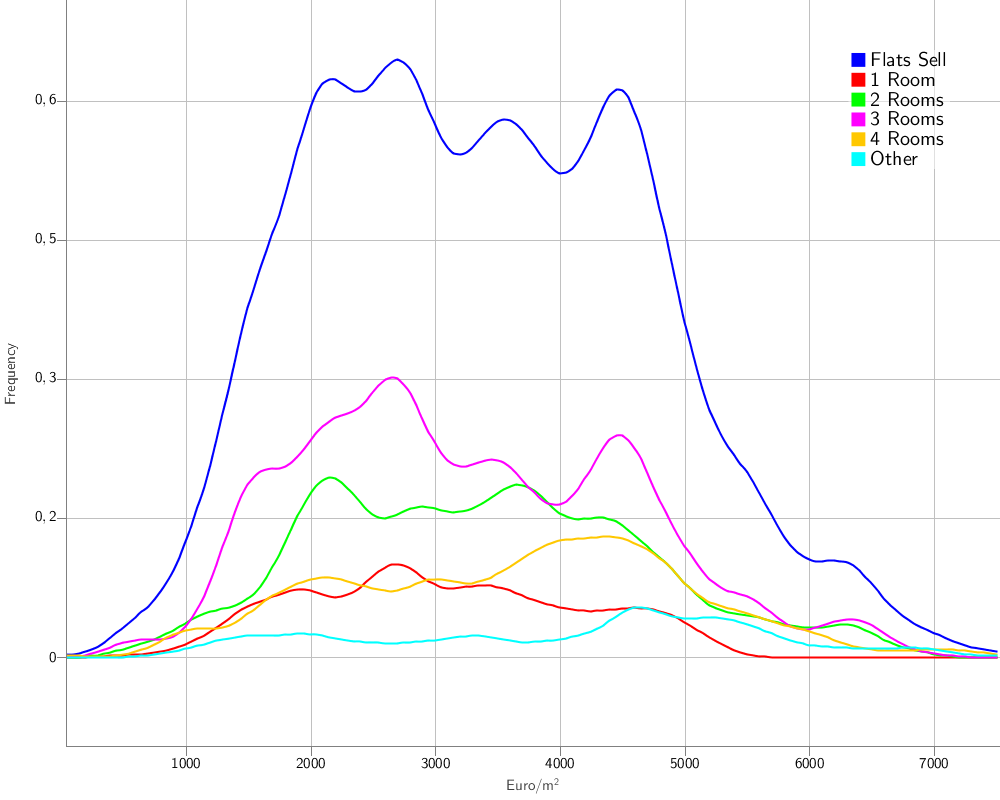 Flats Sell
1 Room
2 Rooms
3 Rooms
4 Rooms
Other
0, 6
0, 5
0, 3
0, 2
0
Frequency
1000 2000 3000 4000 5000 6000 7000
Euro/m²